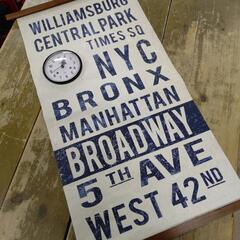 WILLIAMSBURG
CENTRAL PARK
TIMES SQ
NYC
BRONX
MANHATTAN
BROADWAY
5TH AVE
WEST 42ND